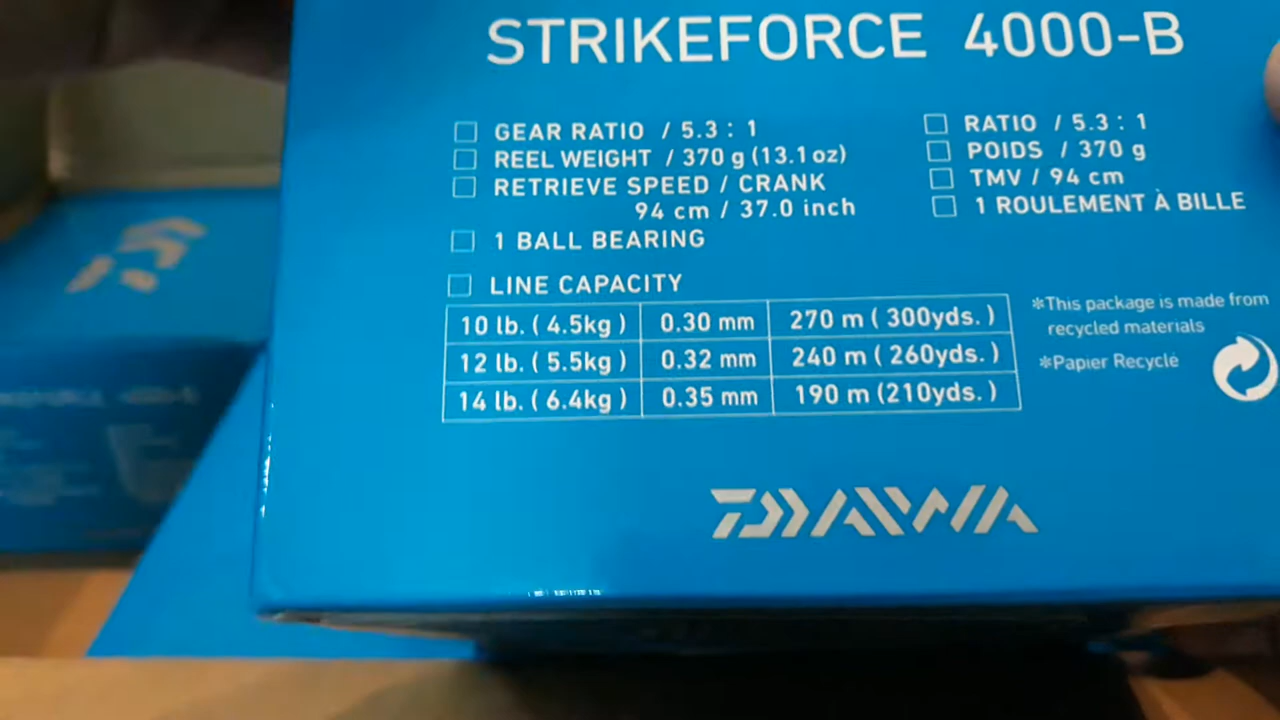 STRIKEFORCE 4000-B
□ GEAR RATIO / 5.3 : 1
□ REEL WEIGHT / 370 g (13.1 oz)
□ RETRIEVE SPEED / CRANK
94 cm / 37.0 inch
□ 1 BALL BEARING
□ RATIO / 5.3 : 1
□ POIDS / 370 g
□ TMV / 94 cm
□ 1 ROULEMENT À BILLE
□ LINE CAPACITY
10 lb. ( 4.5kg ) 0.30 mm 270 m ( 300yds. )
12 lb. ( 5.5kg ) 0.32 mm 240 m ( 260yds. )
14 lb. ( 6.4kg ) 0.35 mm 190 m (210yds. )
*This package is made from
recycled materials
*Papier Recyclé
DAIWA